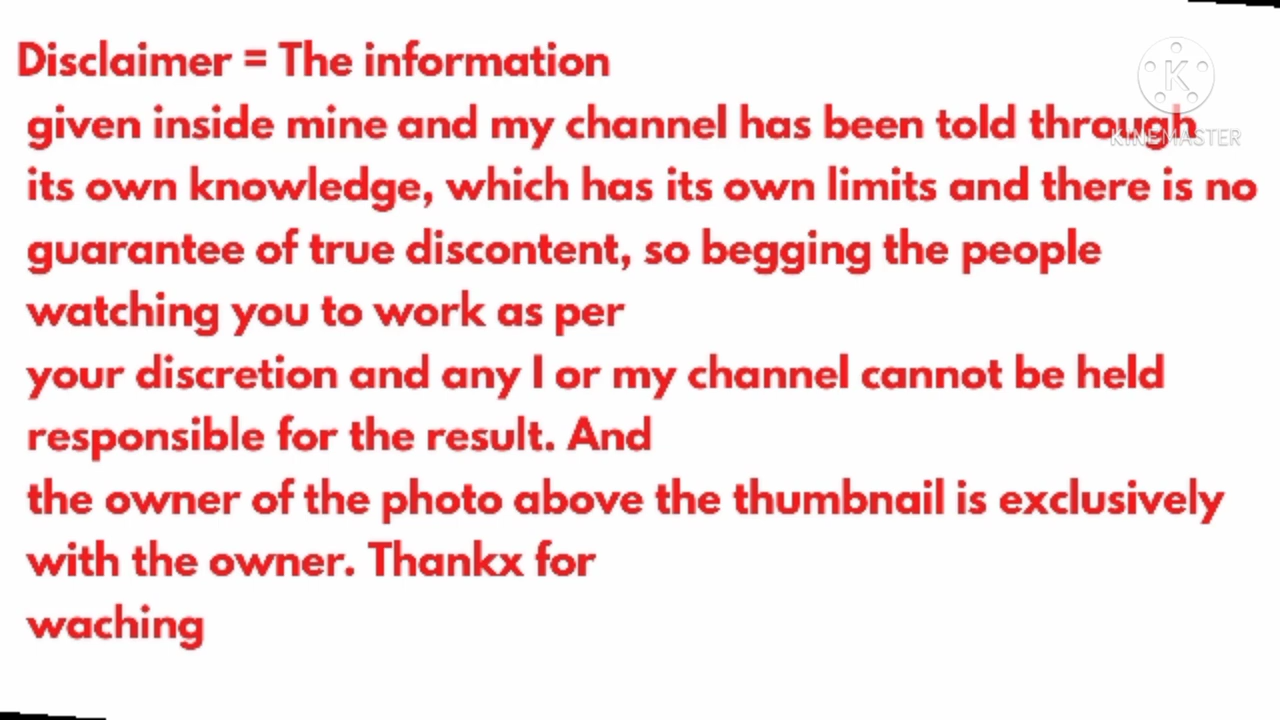 Disclaimer = The information
given inside mine and my channel has been told through
its own knowledge, which has its own limits and there is no
guarantee of true discontent, so begging the people
watching you to work as per
your discretion and any I or my channel cannot be held
responsible for the result. And
the owner of the photo above the thumbnail is exclusively
with the owner. Thankx for
waching
K
KINEMASTER